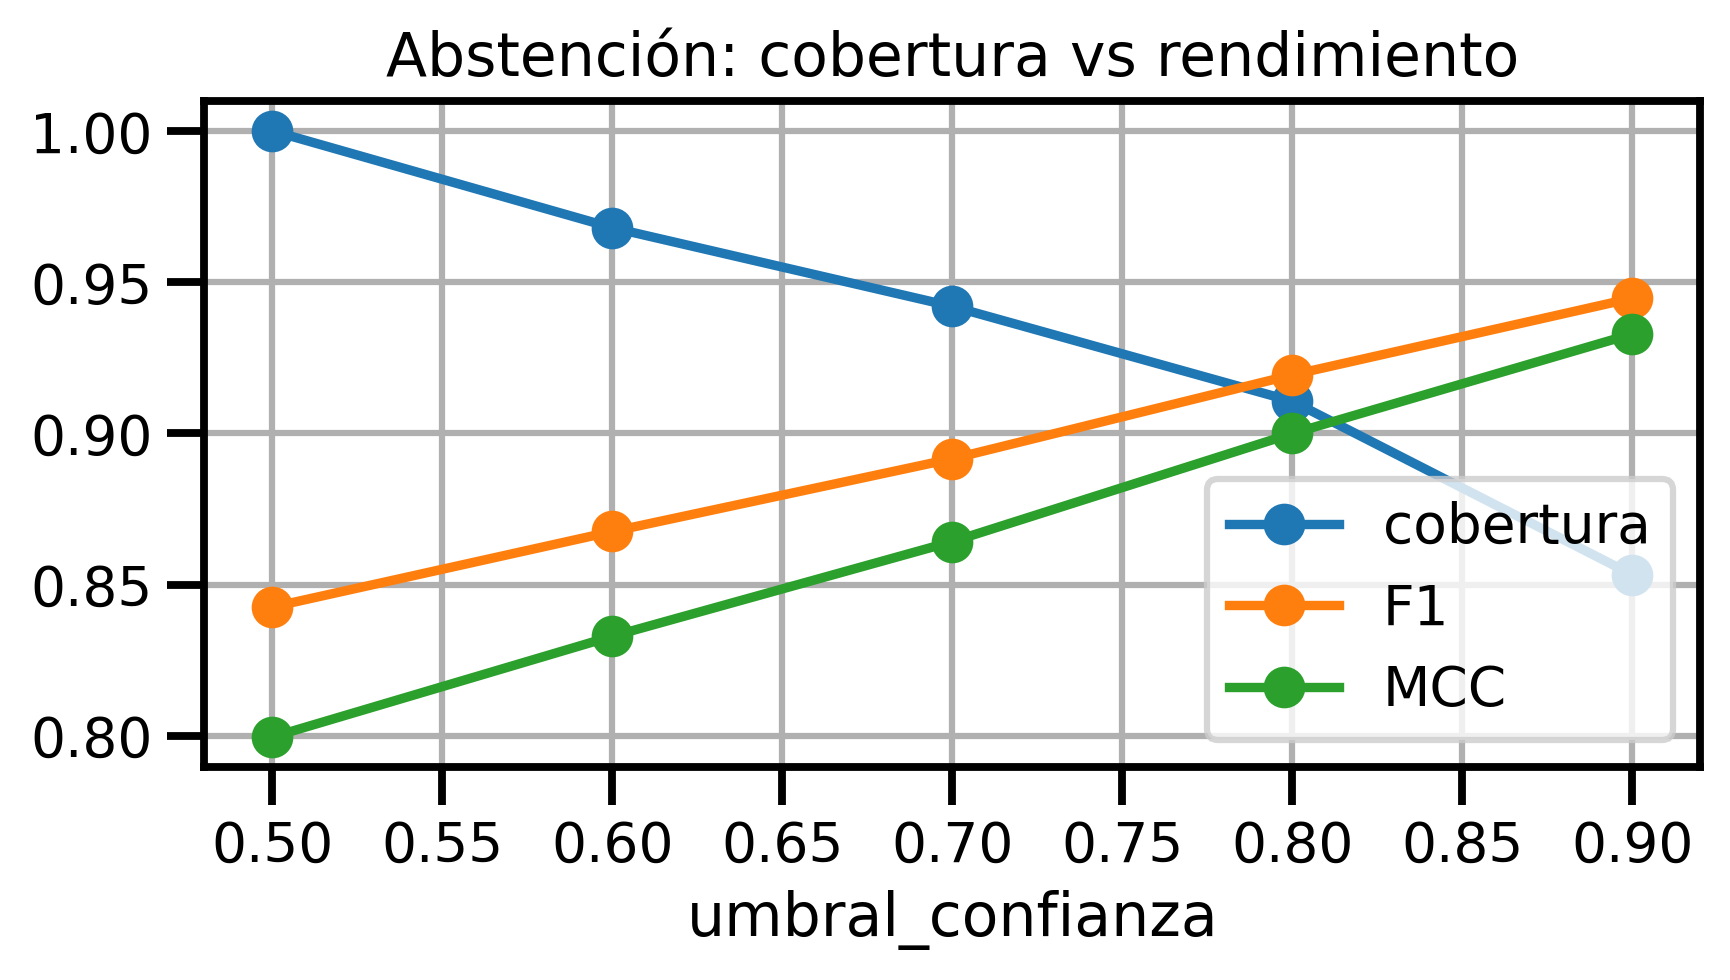 Abstención: cobertura vs rendimiento
1.00
0.95
0.90
0.85
0.80
cobertura
F1
MCC
0.50 0.55 0.60 0.65 0.70 0.75 0.80 0.85 0.90
umbral_confianza